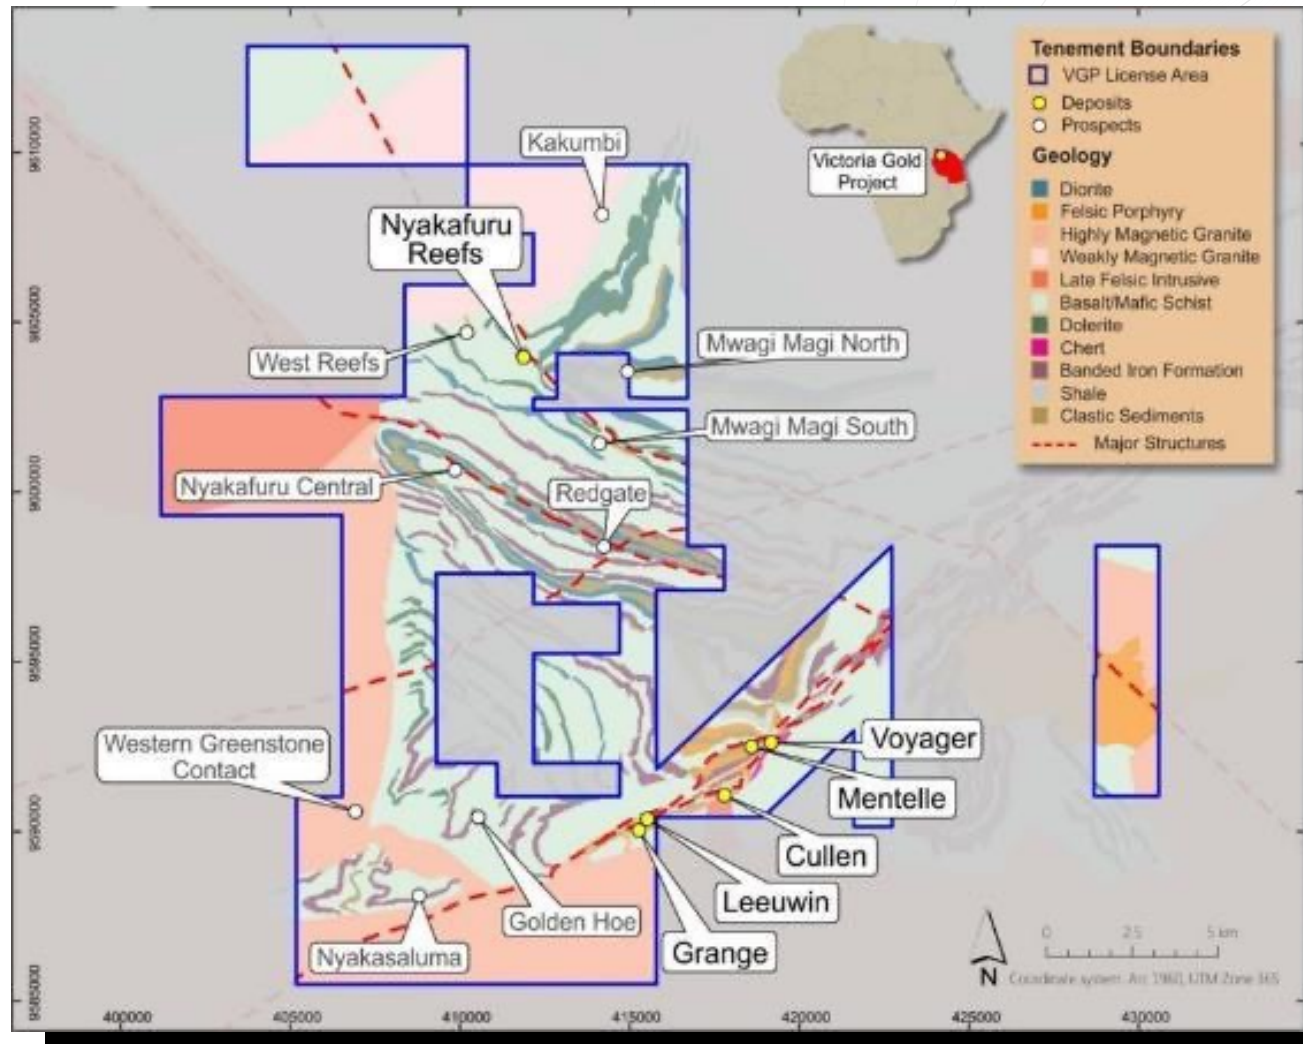 Tenement Boundaries
VGP License Area
Deposits
Prospects
Geology
Diorite
Felsic Porphyry
Highly Magnetic Granite
Weakly Magnetic Granite
Late Felsic Intrusive
Basalt/Mafic Schist
Dolerite
Chert
Banded Iron Formation
Shale
Clastic Sediments
Major Structures
Victoria Gold
Project
Kakumbi
Nyakafuru
Reefs
West Reefs
Mwagi Magi North
Mwagi Magi South
Nyakafuru Central
Redgate
Western Greenstone
Contact
Voyager
Mentelle
Cullen
Leeuwin
Grange
Golden Hoe
Nyakasaluma
9610000
9605000
9600000
9595000
9590000
9585000
400000
405000
410000
415000
420000
425000
430000
N
0 2.5 5 km
Coordinate system: Arc 1960, UTM Zone 36S